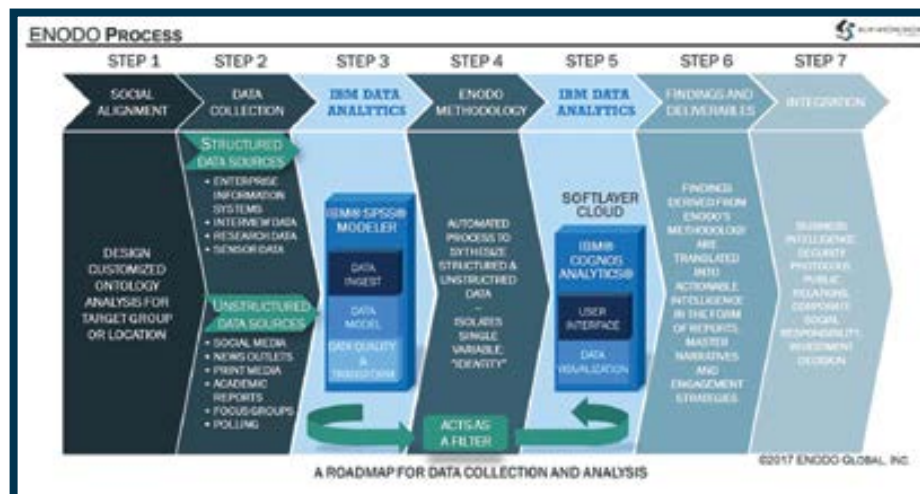 ENODO PROCESS
STEP 1
STEP 2
STEP 3
STEP 4
STEP 5
STEP 6
STEP 7
SOCIAL
ALIGNMENT
DATA
COLLECTION
IBM DATA
ANALYTICS
ENODO
METHODOLOGY
IBM DATA
ANALYTICS
FINDINGS AND
DELIVERABLES
INTEGRATION
DESIGN
CUSTOMIZED
ONTOLOGY
ANALYSIS FOR
TARGET GROUP
OR LOCATION
STRUCTURED
DATA SOURCES
• ENTERPRISE
INFORMATION
SYSTEMS
• INTERVIEW DATA
• RESEARCH DATA
• SENSOR DATA
UNSTRUCTURED
DATA SOURCES
• SOCIAL MEDIA
• NEWS OUTLETS
• PRINT MEDIA
• ACADEMIC
REPORTS
• FOCUS GROUPS
• POLLING
IBM® SPSS®
MODELER
DATA
INGEST
DATA
MODEL
DATA QUALITY
&
TRANSFORM
AUTOMATED
PROCESS TO
SYTHESIZE
STRUCTURED &
UNSTRUCTRED
DATA
–
ISOLATES
SINGLE
VARIABLE:
"IDENTITY"
ACTS AS
A FILTER
SOFTLAYER
CLOUD
IBM®
COGNOS
ANALYTICS®
USER
INTERFACE
DATA
VISUALIZATION
FINDINGS
DERIVED FROM
ENODO'S
METHODOLOGY
ARE
TRANSLATED
INTO
ACTIONABLE
INTELLIGENCE
IN THE FORM
OF REPORTS,
MASTER
NARRATIVES
AND
ENGAGEMENT
STRATEGIES
BUSINESS
INTELLIGENCE
SECURITY
PROTOCOLS
PUBLIC
RELATIONS,
CORPORATE
SOCIAL
RESPONSIBILITY,
INVESTMENT
DECISION
©2017 ENODO GLOBAL, INC.
A ROADMAP FOR DATA COLLECTION AND ANALYSIS